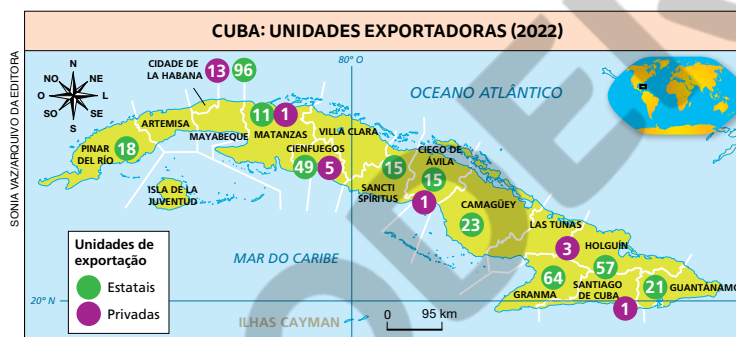 CUBA: UNIDADES EXPORTADORAS (2022)
SONIA VAZ/ARQUIVO DA EDITORA
80º O
CIDADE DE
LA HABANA
13
96
N
NO
NE
O
L
SO
SE
S
OCEANO ATLÂNTICO
ARTEMISA
MAYABEQUE
11
1
MATANZAS
VILLA CLARA
PINAR
DEL RÍO
18
CIENFUEGOS
49
5
ISLA DE LA
JUVENTUD
15
SANCTI
SPÍRITUS
CIEGO DE
ÁVILA
15
1
CAMAGÜEY
23
LAS TUNAS
3
HOLGUÍN
57
64
GRANMA
SANTIAGO
DE CUBA
21
GUANTÁNAMO
1
MAR DO CARIBE
Unidades de
exportação
Estatais
Privadas
20º N
ILHAS CAYMAN
0
95 km